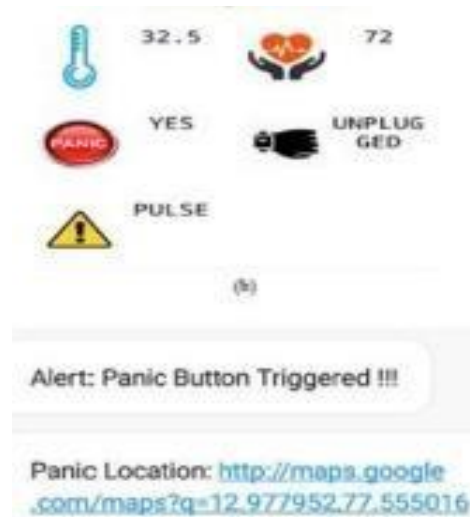 32.5 72
PANIC YES UNPLUG
GED
PULSE
(b)
Alert: Panic Button Triggered !!!
Panic Location: http://maps.google
.com/maps?q=12.977952,77.555016